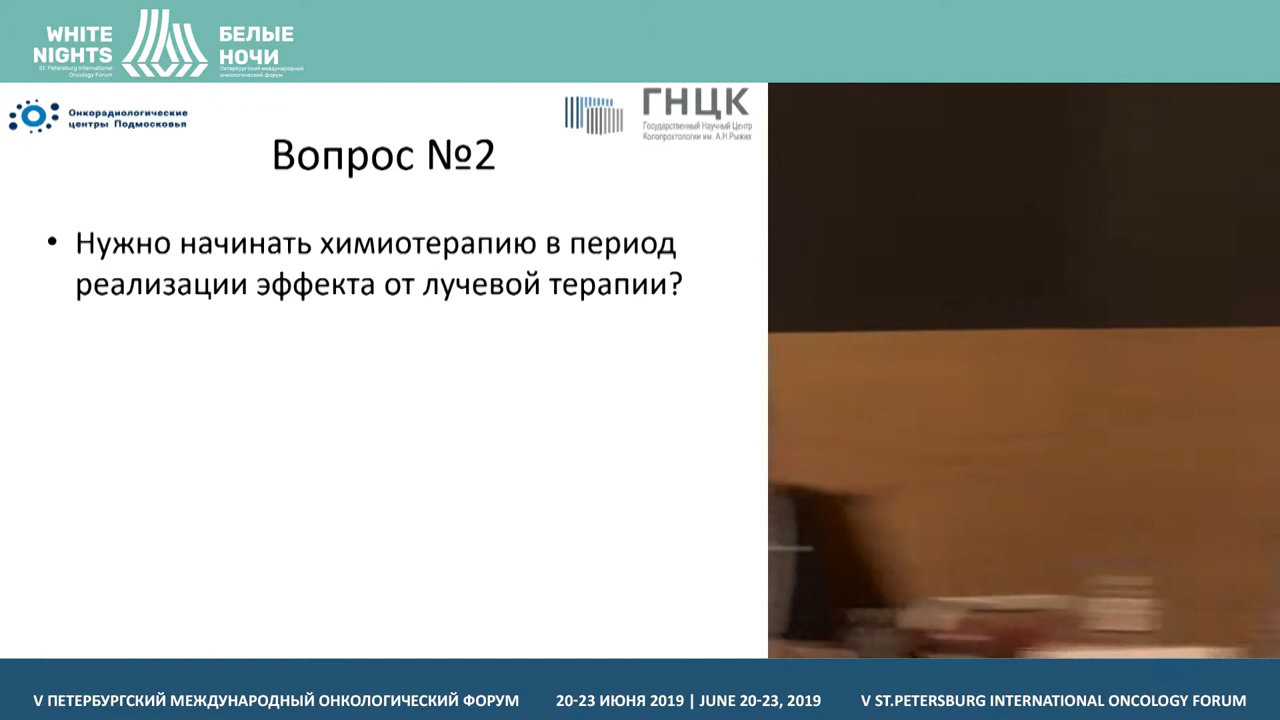 WHITE
NIGHTS
St. Petersburg International
Oncology Forum
БЕЛЫЕ
НОЧИ
Петербургский международный
онкологический форум
Онкорадиологические
центры Подмосковья
ГНЦК
Государственный Научный Центр
Колопроктологии им. А.Н.Рыжих
Вопрос №2
• Нужно начинать химиотерапию в период
реализации эффекта от лучевой терапии?
V ПЕТЕРБУРГСКИЙ МЕЖДУНАРОДНЫЙ ОНКОЛОГИЧЕСКИЙ ФОРУМ
20-23 ИЮНЯ 2019 | JUNE 20-23, 2019
V ST.PETERSBURG INTERNATIONAL ONCOLOGY FORUM